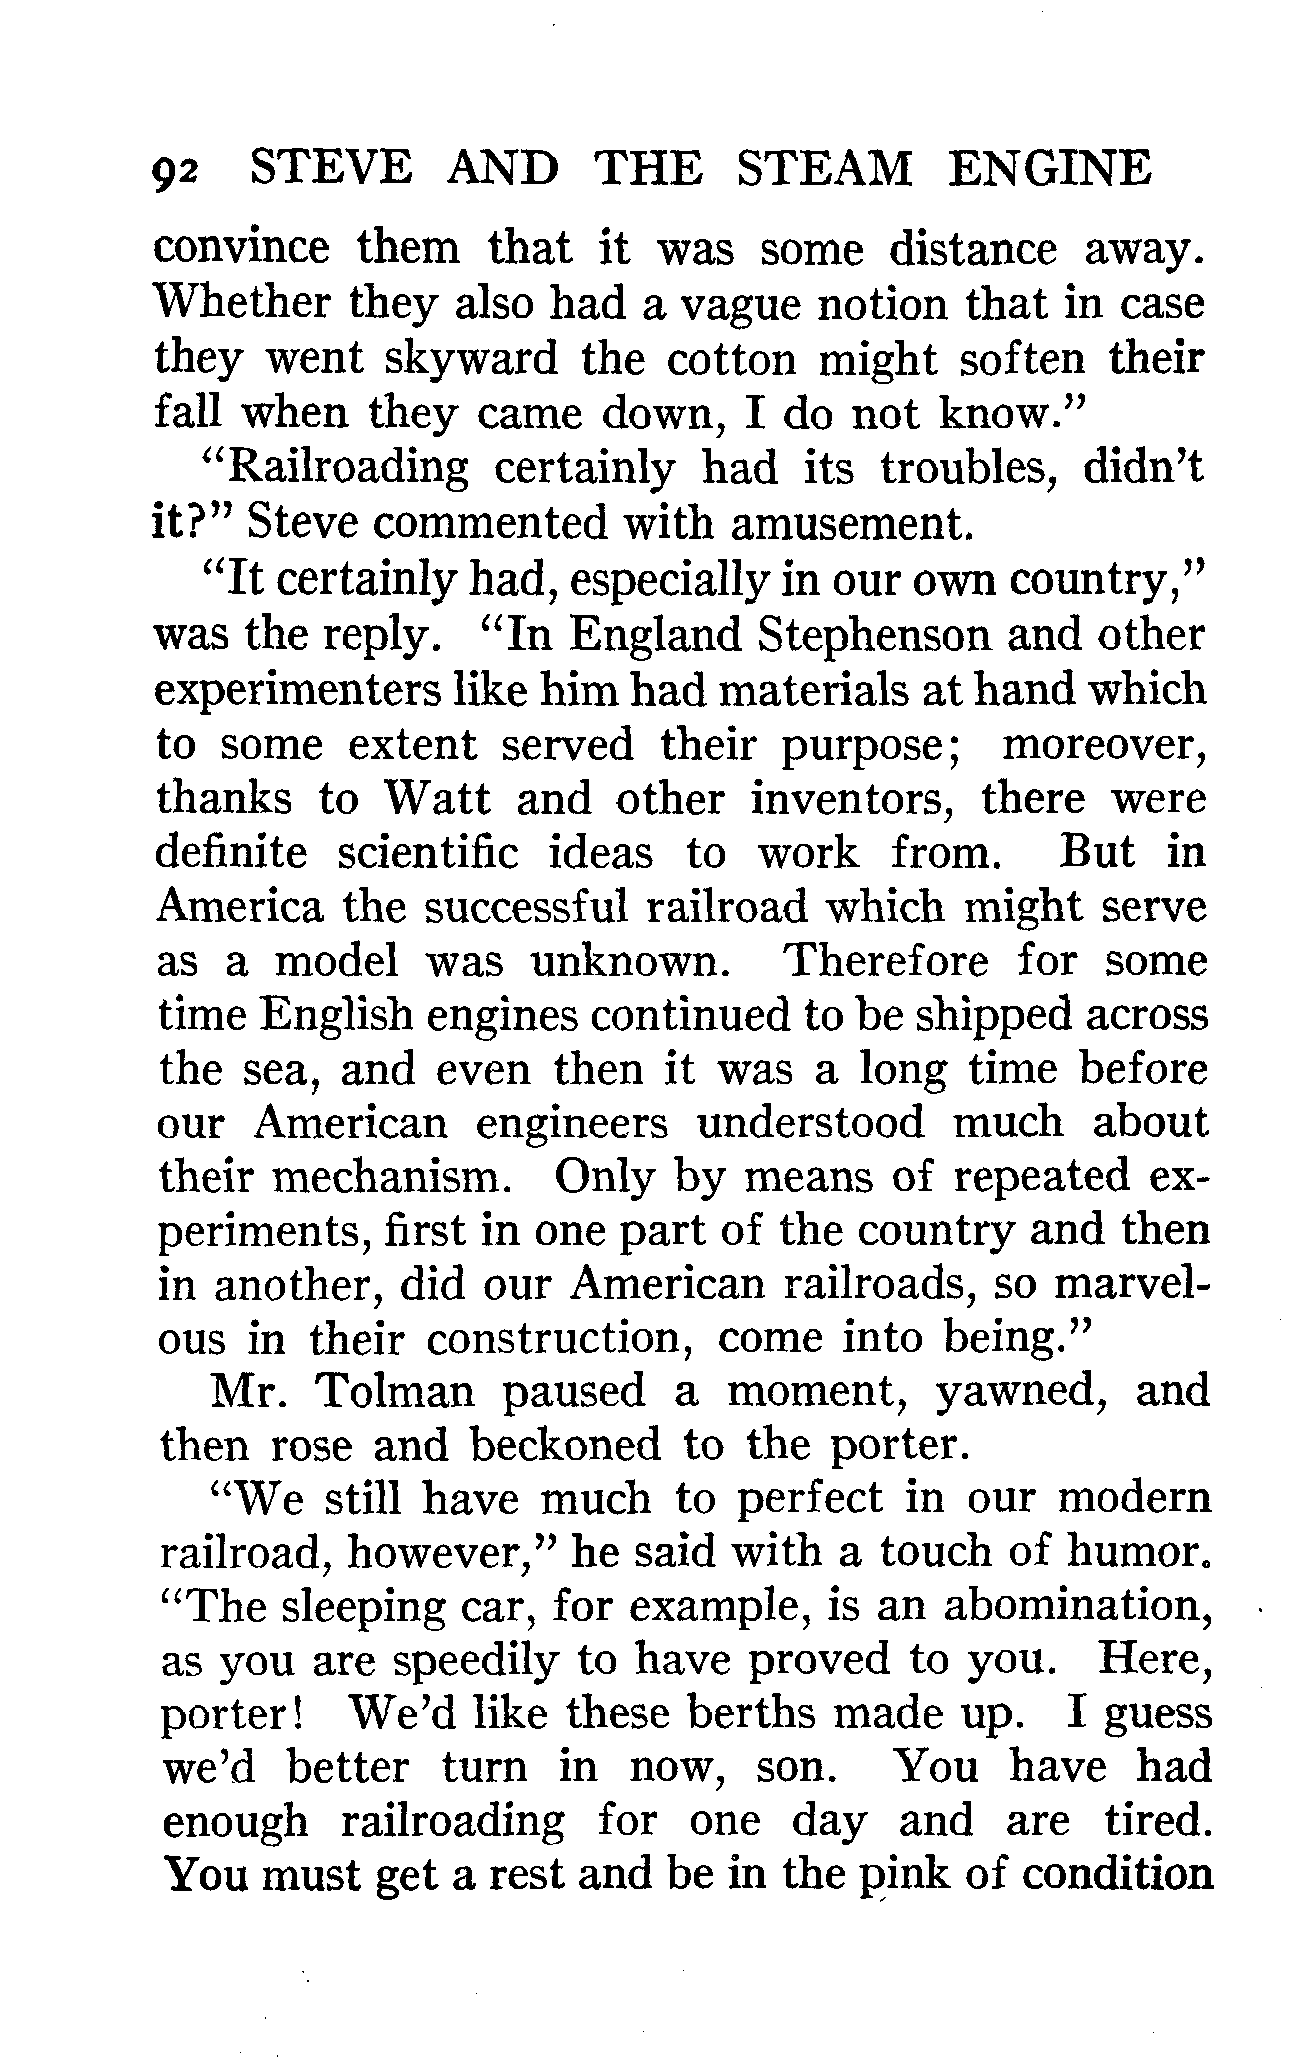 92 STEVE AND THE STEAM ENGINE
convince them that it was some distance away.
Whether they also had a vague notion that in case
they went skyward the cotton might soften their
fall when they came down, I do not know."
"Railroading certainly had its troubles, didn't
it?" Steve commented with amusement.
"It certainly had, especially in our own country,"
was the reply. "In England Stephenson and other
experimenters like him had materials at hand which
to some extent served their purpose; moreover,
thanks to Watt and other inventors, there were
definite scientific ideas to work from. But in
America the successful railroad which might serve
as a model was unknown. Therefore for some
time English engines continued to be shipped across
the sea, and even then it was a long time before
our American engineers understood much about
their mechanism. Only by means of repeated ex-
periments, first in one part of the country and then
in another, did our American railroads, so marvel-
ous in their construction, come into being."
Mr. Tolman paused a moment, yawned, and
then rose and beckoned to the porter.
"We still have much to perfect in our modern
railroad, however," he said with a touch of humor.
"The sleeping car, for example, is an abomination,
as you are speedily to have proved to you. Here,
porter! We'd like these berths made up. I guess
we'd better turn in now, son. You have had
enough railroading for one day and are tired.
You must get a rest and be in the pink of condition